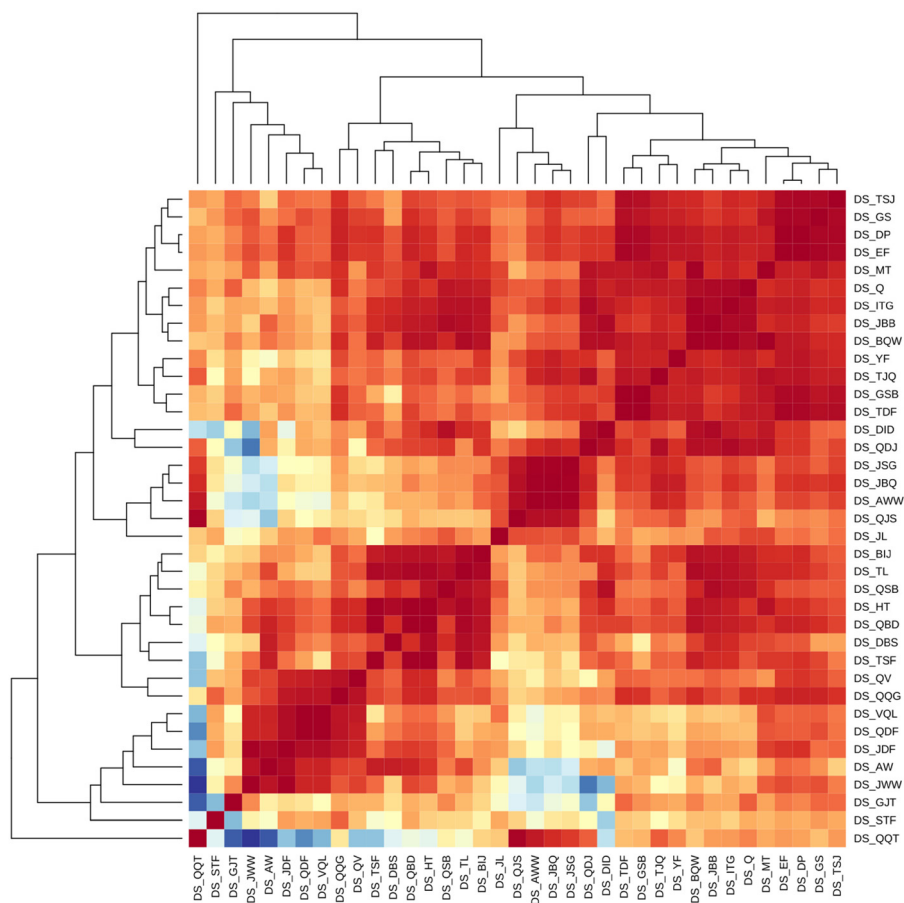 DS_TSJ
DS_GS
DS_DP
DS_EF
DS_MT
DS_Q
DS_ITG
DS_JBB
DS_BQW
DS_YF
DS_TJQ
DS_GSB
DS_TDF
DS_DID
DS_QDJ
DS_JSG
DS_JBQ
DS_AWW
DS_QJS
DS_JL
DS_BIJ
DS_TL
DS_QSB
DS_HT
DS_QBD
DS_DBS
DS_TSF
DS_QV
DS_QQG
DS_VQL
DS_QDF
DS_JDF
DS_AW
DS_JWW
DS_GJT
DS_STF
DS_QQT
DS_QQT
DS_STF
DS_GJT
DS_JWW
DS_AW
DS_JDF
DS_QDF
DS_VQL
DS_QQG
DS_QV
DS_TSF
DS_DBS
DS_QBD
DS_HT
DS_QSB
DS_TL
DS_BIJ
DS_JL
DS_QJS
DS_AWW
DS_JBQ
DS_JSG
DS_QDJ
DS_DID
DS_TDF
DS_GSB
DS_TJQ
DS_YF
DS_BQW
DS_JBB
DS_ITG
DS_Q
DS_MT
DS_EF
DS_DP
DS_GS
DS_TSJ